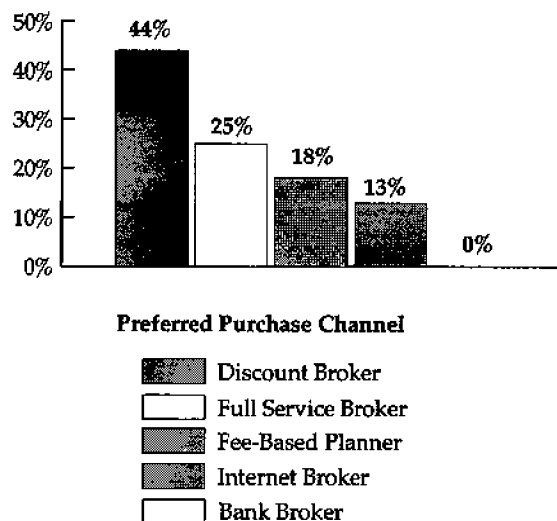 50%
44%
40%
30%
25%
20%
18%
13%
10%
0%
0%
Preferred Purchase Channel
Discount Broker
Full Service Broker
Fee-Based Planner
Internet Broker
Bank Broker